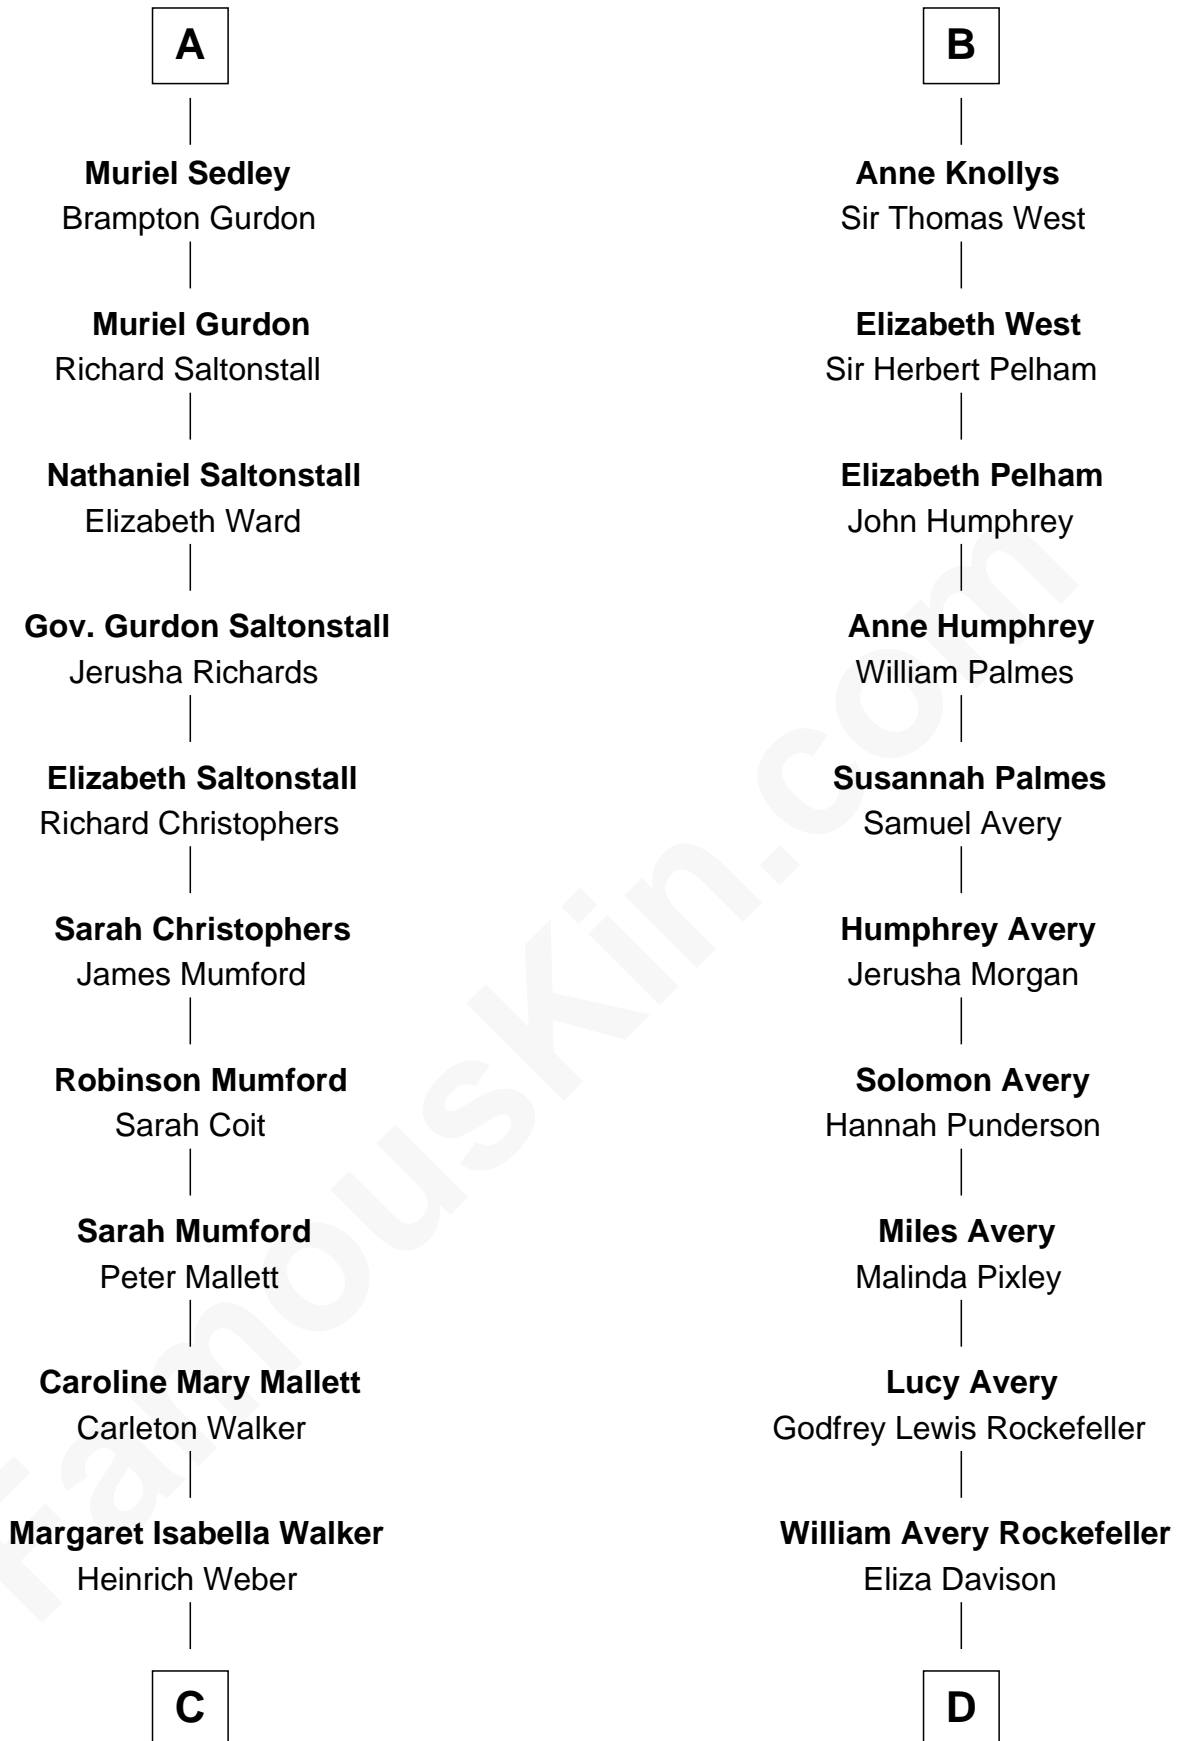 A
Muriel Sedley
Brampton Gurdon
Muriel Gurdon
Richard Saltonstall
Nathaniel Saltonstall
Elizabeth Ward
Gov. Gurdon Saltonstall
Jerusha Richards
Elizabeth Saltonstall
Richard Christophers
Sarah Christophers
James Mumford
Robinson Mumford
Sarah Coit
Sarah Mumford
Peter Mallett
Caroline Mary Mallett
Carleton Walker
Margaret Isabella Walker
Heinrich Weber
C
B
Anne Knollys
Sir Thomas West
Elizabeth West
Sir Herbert Pelham
Elizabeth Pelham
John Humphrey
Anne Humphrey
William Palmes
Susannah Palmes
Samuel Avery
Humphrey Avery
Jerusha Morgan
Solomon Avery
Hannah Punderson
Miles Avery
Malinda Pixley
Lucy Avery
Godfrey Lewis Rockefeller
William Avery Rockefeller
Eliza Davison
D
FamousKin.com